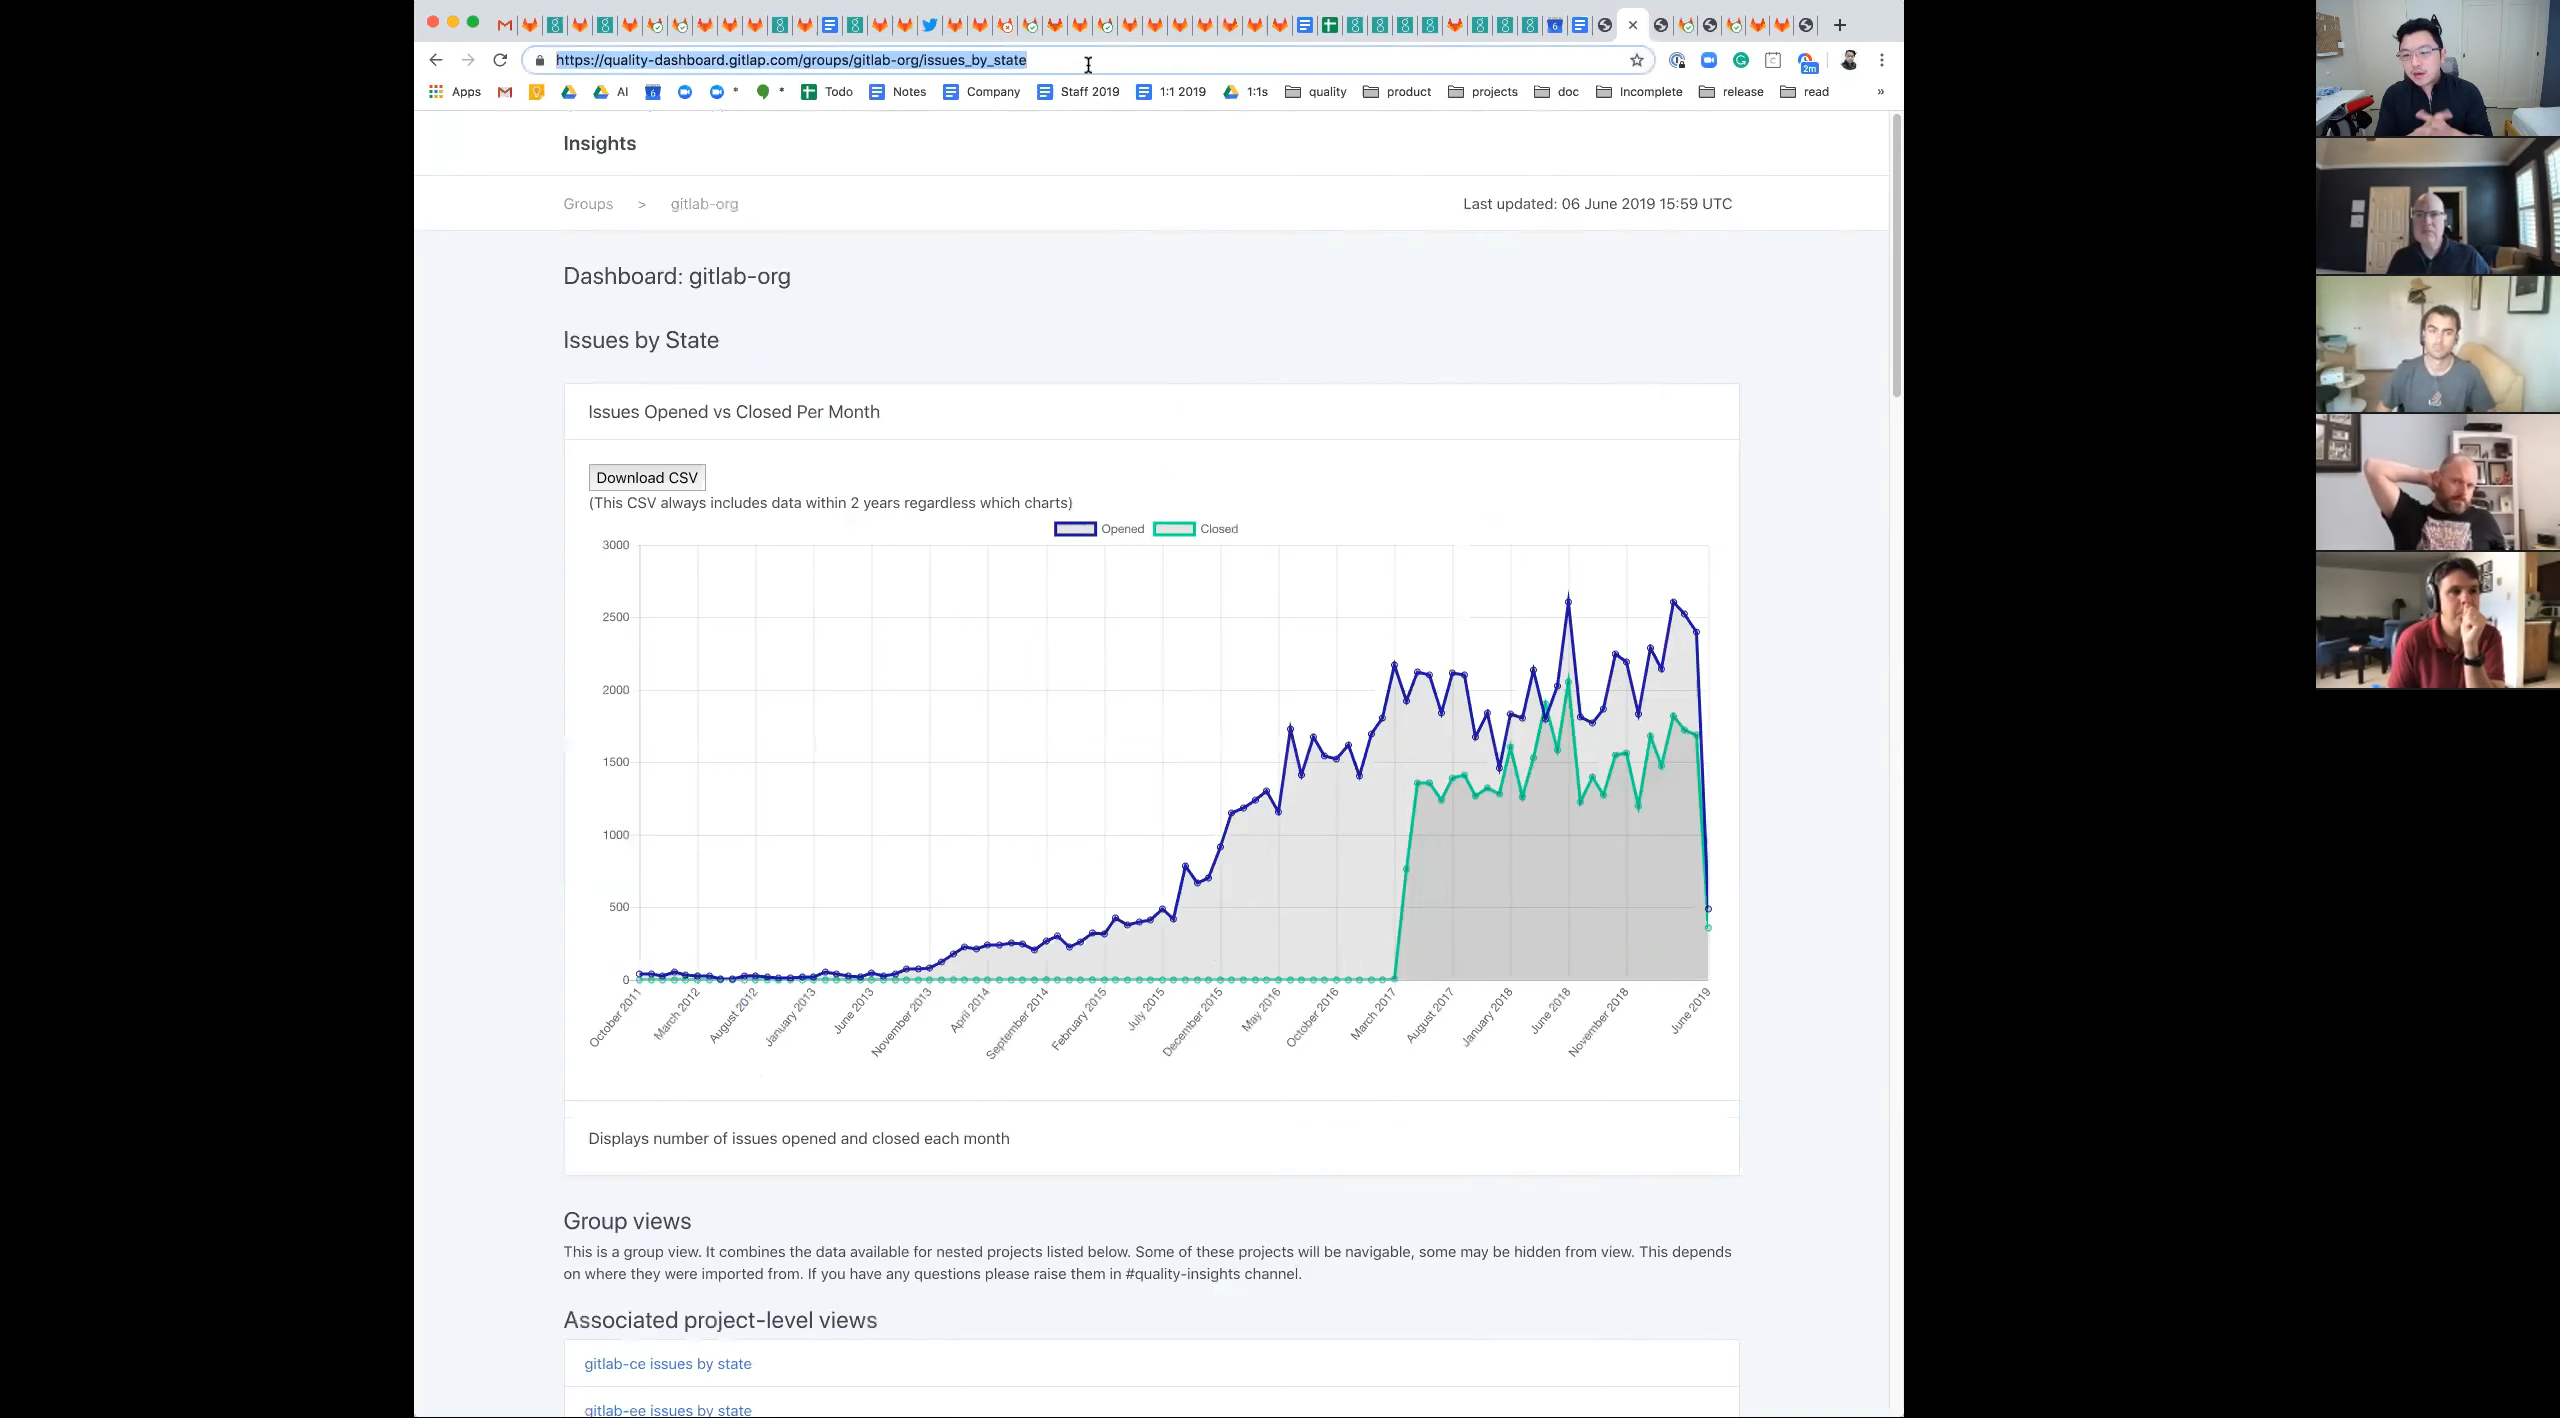 https://quality-dashboard.gitlap.com/groups/gitlab-org/issues_by_state
2m
Apps AI 6 * * Todo Notes Company Staff 2019 1:1 2019 1:1s quality product projects doc Incomplete release read »
Insights
Groups > gitlab-org Last updated: 06 June 2019 15:59 UTC
Dashboard: gitlab-org
Issues by State
Issues Opened vs Closed Per Month
Download CSV
(This CSV always includes data within 2 years regardless which charts)
Opened Closed
3000
2500
2000
1500
1000
500
0
October 2011 March 2012 August 2012 January 2013 June 2013 November 2013 April 2014 September 2014 February 2015 July 2015 December 2015 May 2016 October 2016 March 2017 August 2017 January 2018 June 2018 November 2018 June 2019
Displays number of issues opened and closed each month
Group views
This is a group view. It combines the data available for nested projects listed below. Some of these projects will be navigable, some may be hidden from view. This depends
on where they were imported from. If you have any questions please raise them in #quality-insights channel.
Associated project-level views
gitlab-ce issues by state
gitlab-ee issues by state